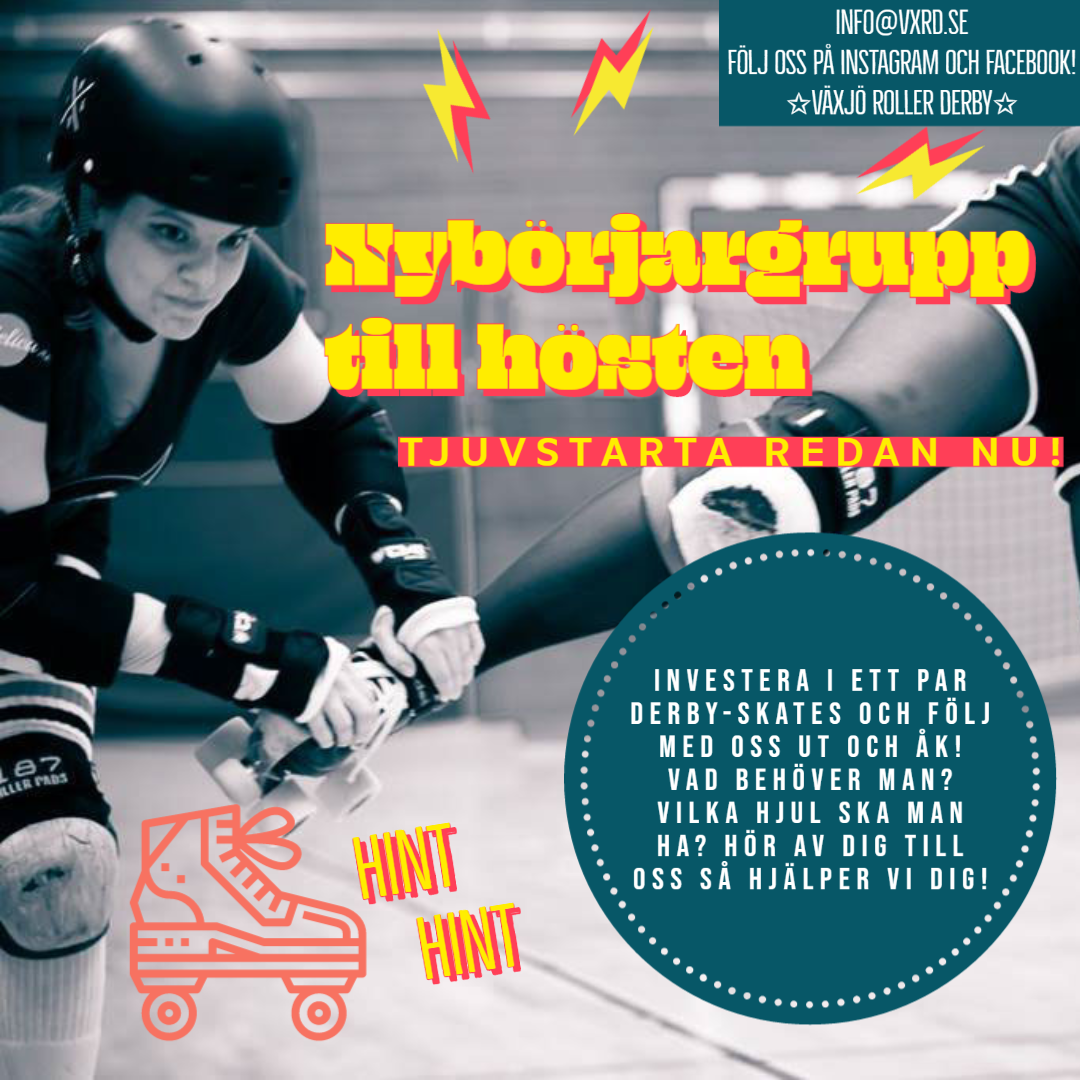 INFO@VXRD.SE
FÖLJ OSS PÅ INSTAGRAM OCH FACEBOOK!
☆VÄXJÖ ROLLER DERBY☆
Nybörjargrupp
till hösten
TJUVSTARTA REDAN NU!
INVESTERA I ETT PAR
DERBY-SKATES OCH FÖLJ
MED OSS UT OCH ÅK!
VAD BEHÖVER MAN?
VILKA HJUL SKA MAN
HA? HÖR AV DIG TILL
OSS SÅ HJÄLPER VI DIG!
187
HINT
HINT